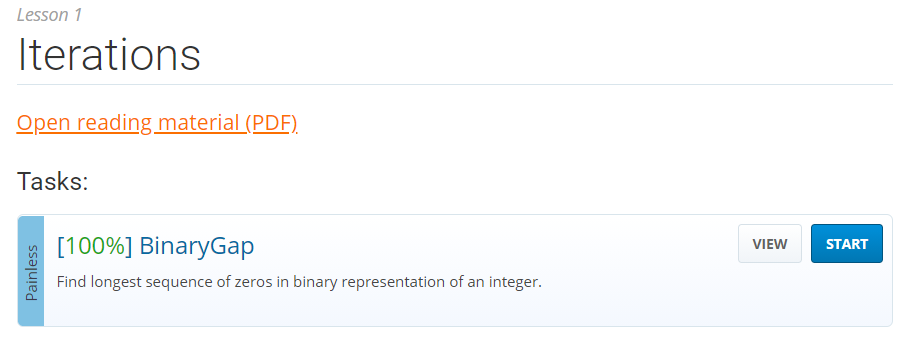 Lesson 1
Iterations
Open reading material (PDF)
Tasks:
Painless
[100%] BinaryGap
VIEW
START
Find longest sequence of zeros in binary representation of an integer.